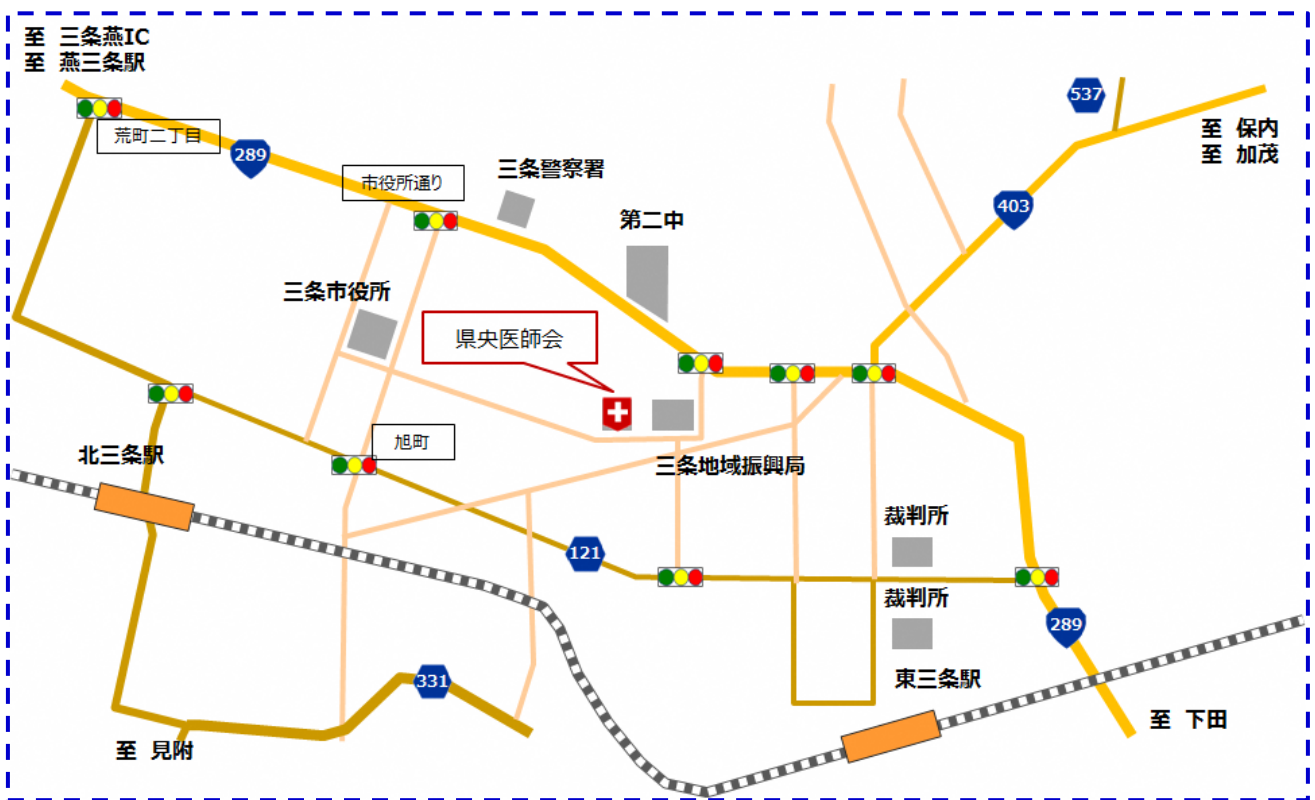 至 三条燕IC
至 燕三条駅
荒町二丁目
289
市役所通り
三条警察署
第二中
537
至 保内
至 加茂
403
三条市役所
県央医師会
旭町
北三条駅
三条地域振興局
裁判所
121
裁判所
289
331
東三条駅
至 見附
至 下田